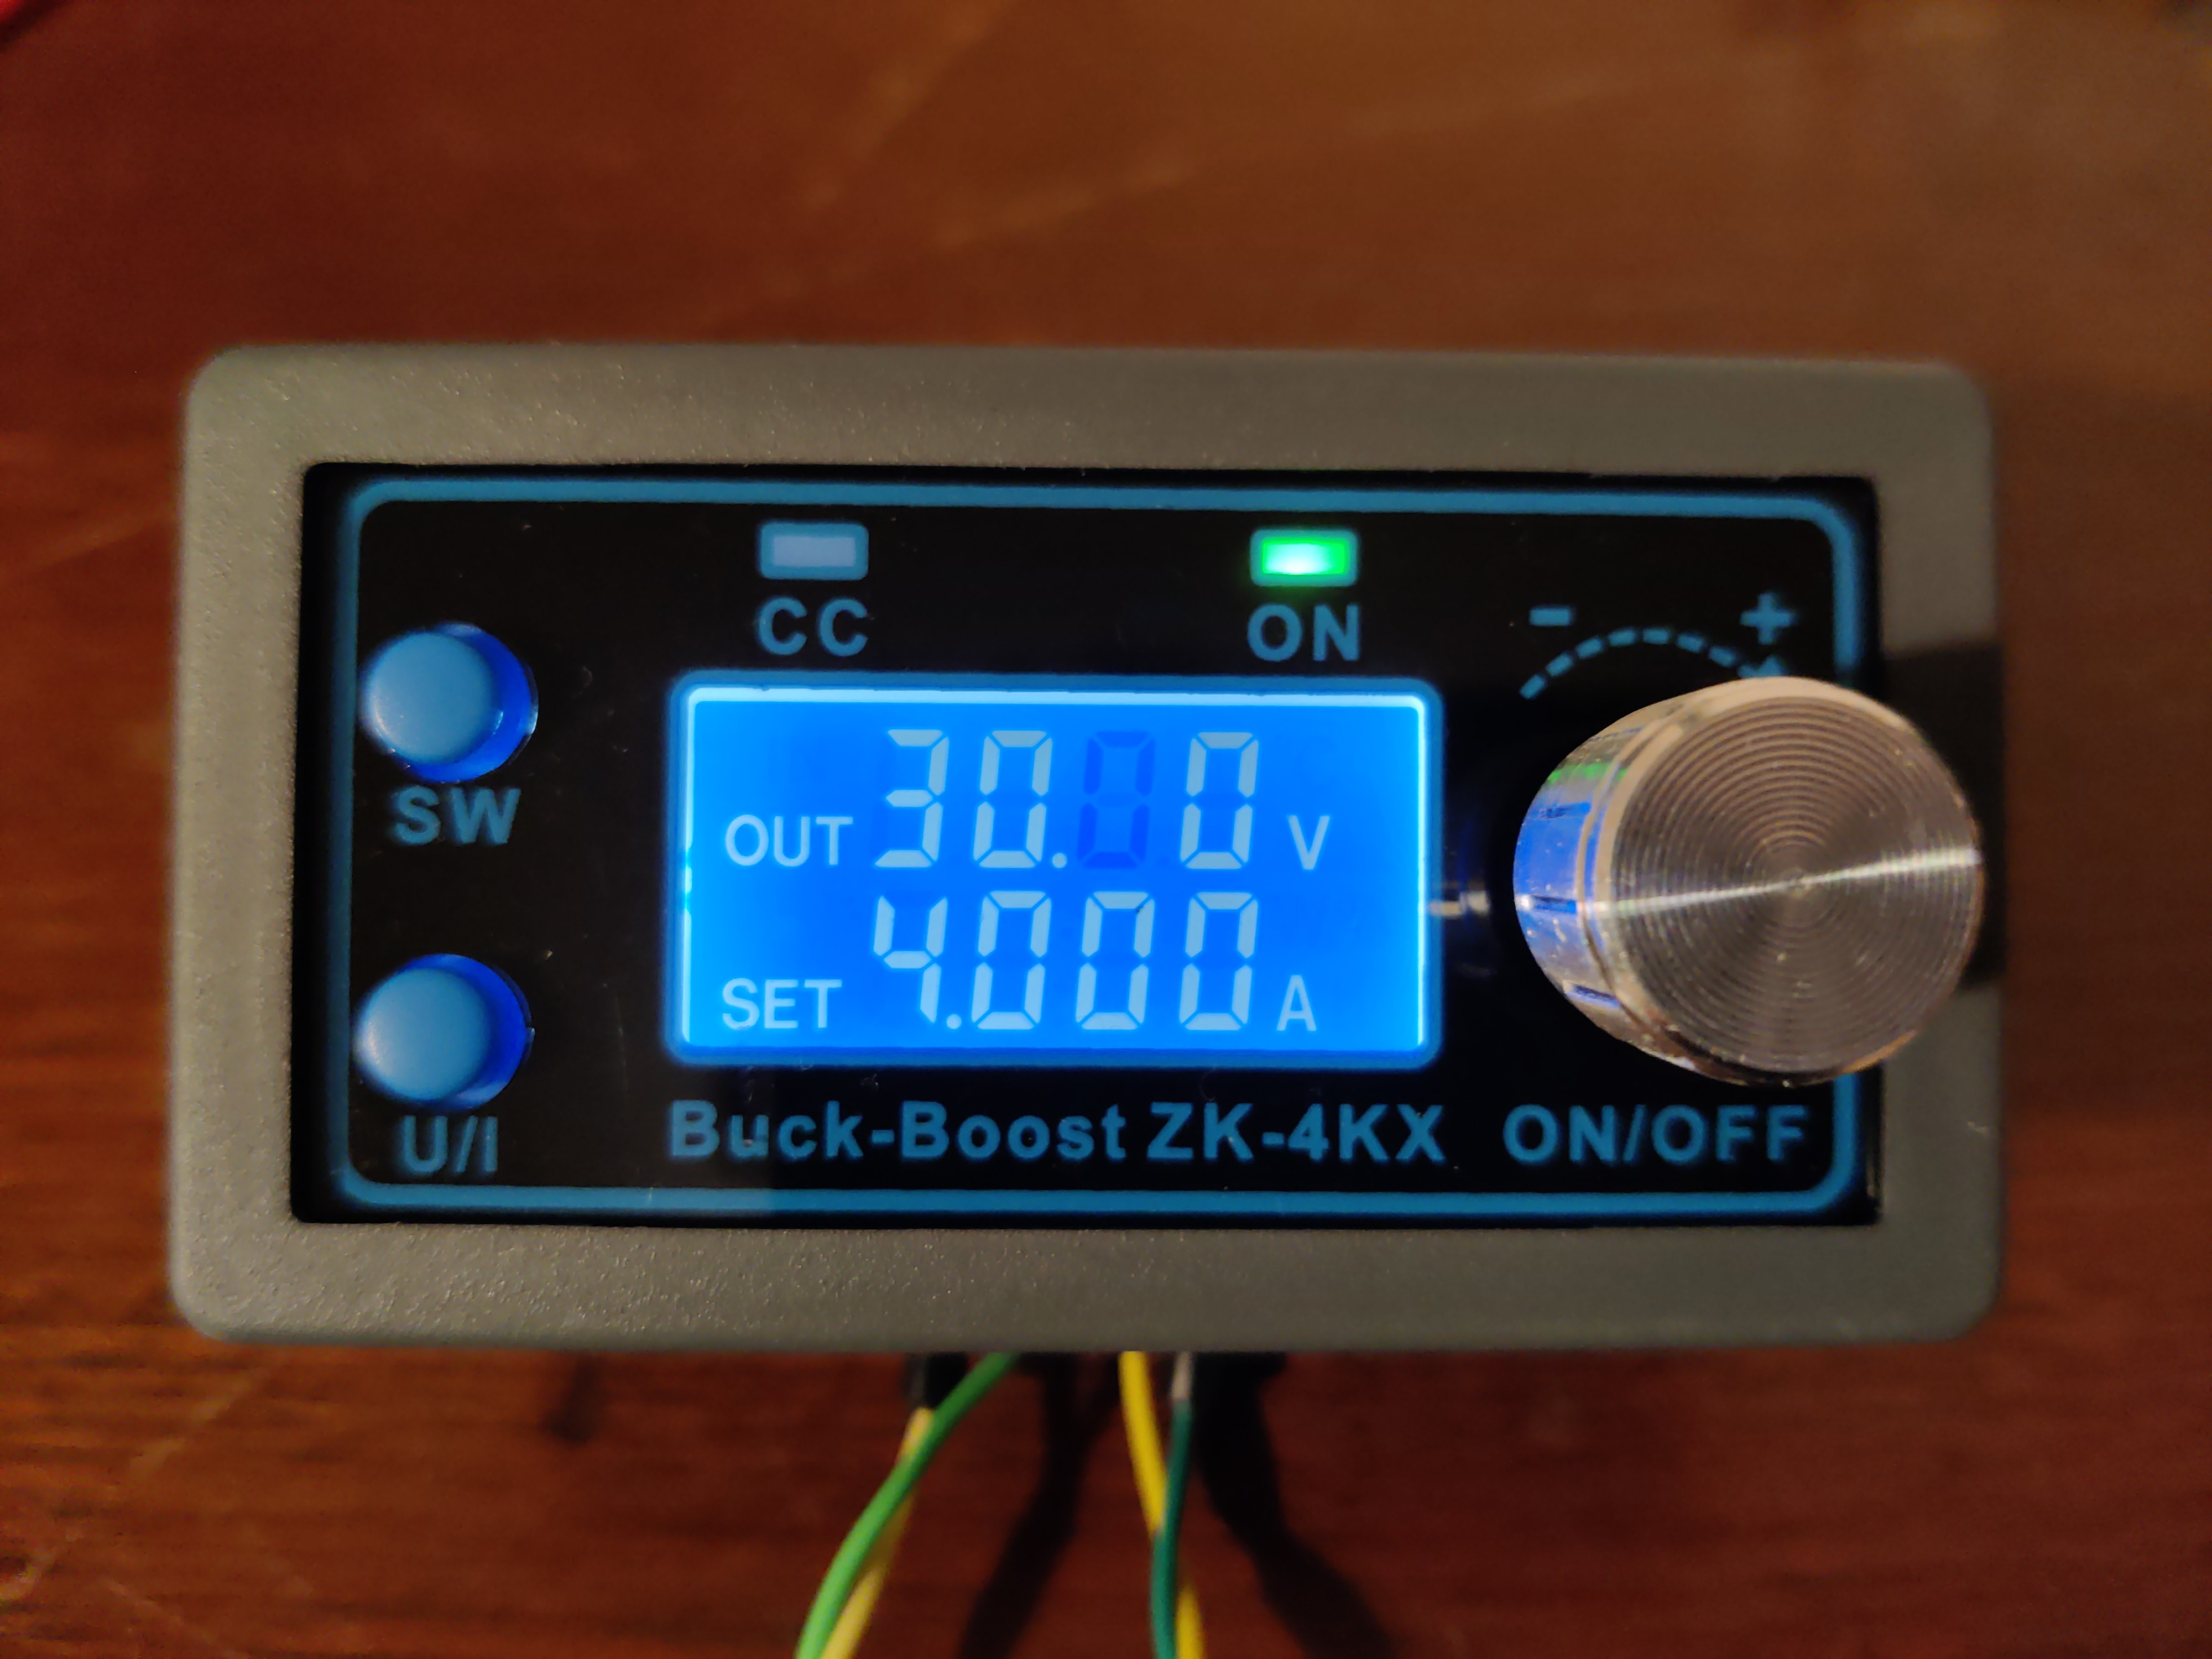 CC
ON
- +
SW
OUT 30.00 V
SET 4.000 A
U/I
Buck-Boost ZK-4KX
ON/OFF